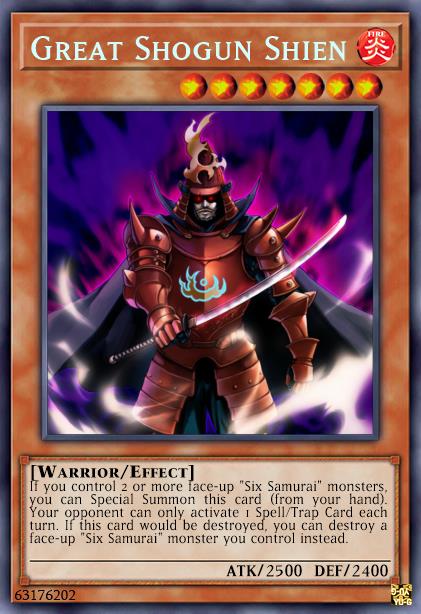 GREAT SHOGUN SHIEN
FIRE
炎
[WARRIOR/EFFECT]
If you control 2 or more face-up "Six Samurai" monsters,
you can Special Summon this card (from your hand).
Your opponent can only activate 1 Spell/Trap Card each
turn. If this card would be destroyed, you can destroy a
face-up "Six Samurai" monster you control instead.
ATK/2500 DEF/2400
63176202